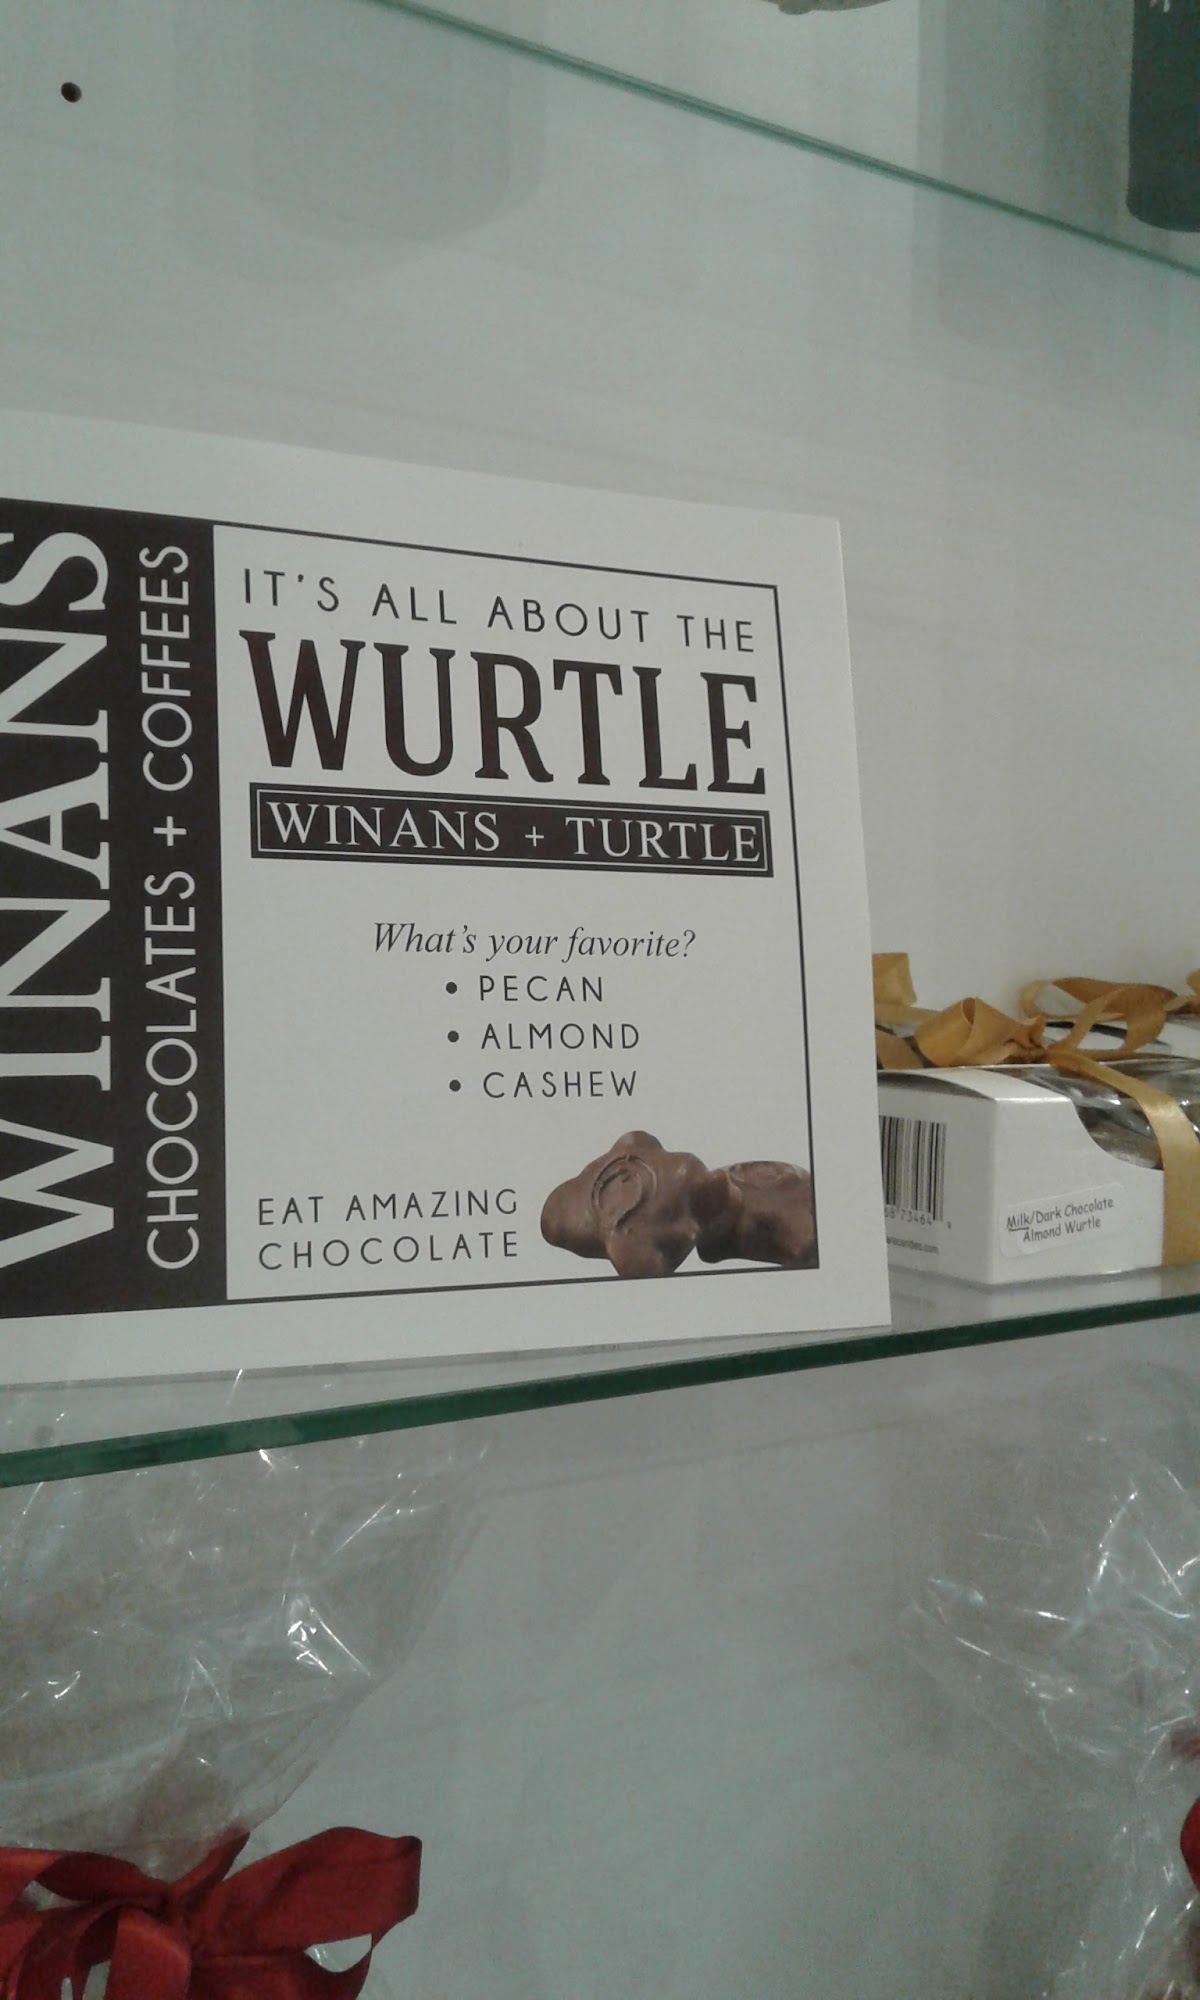 WINANS
CHOCOLATES + COFFEES
IT'S ALL ABOUT THE
WURTLE
WINANS + TURTLE
What's your favorite?
• PECAN
• ALMOND
• CASHEW
EAT AMAZING
CHOCOLATE
Milk/Dark Chocolate
Almond Wurtle
73464